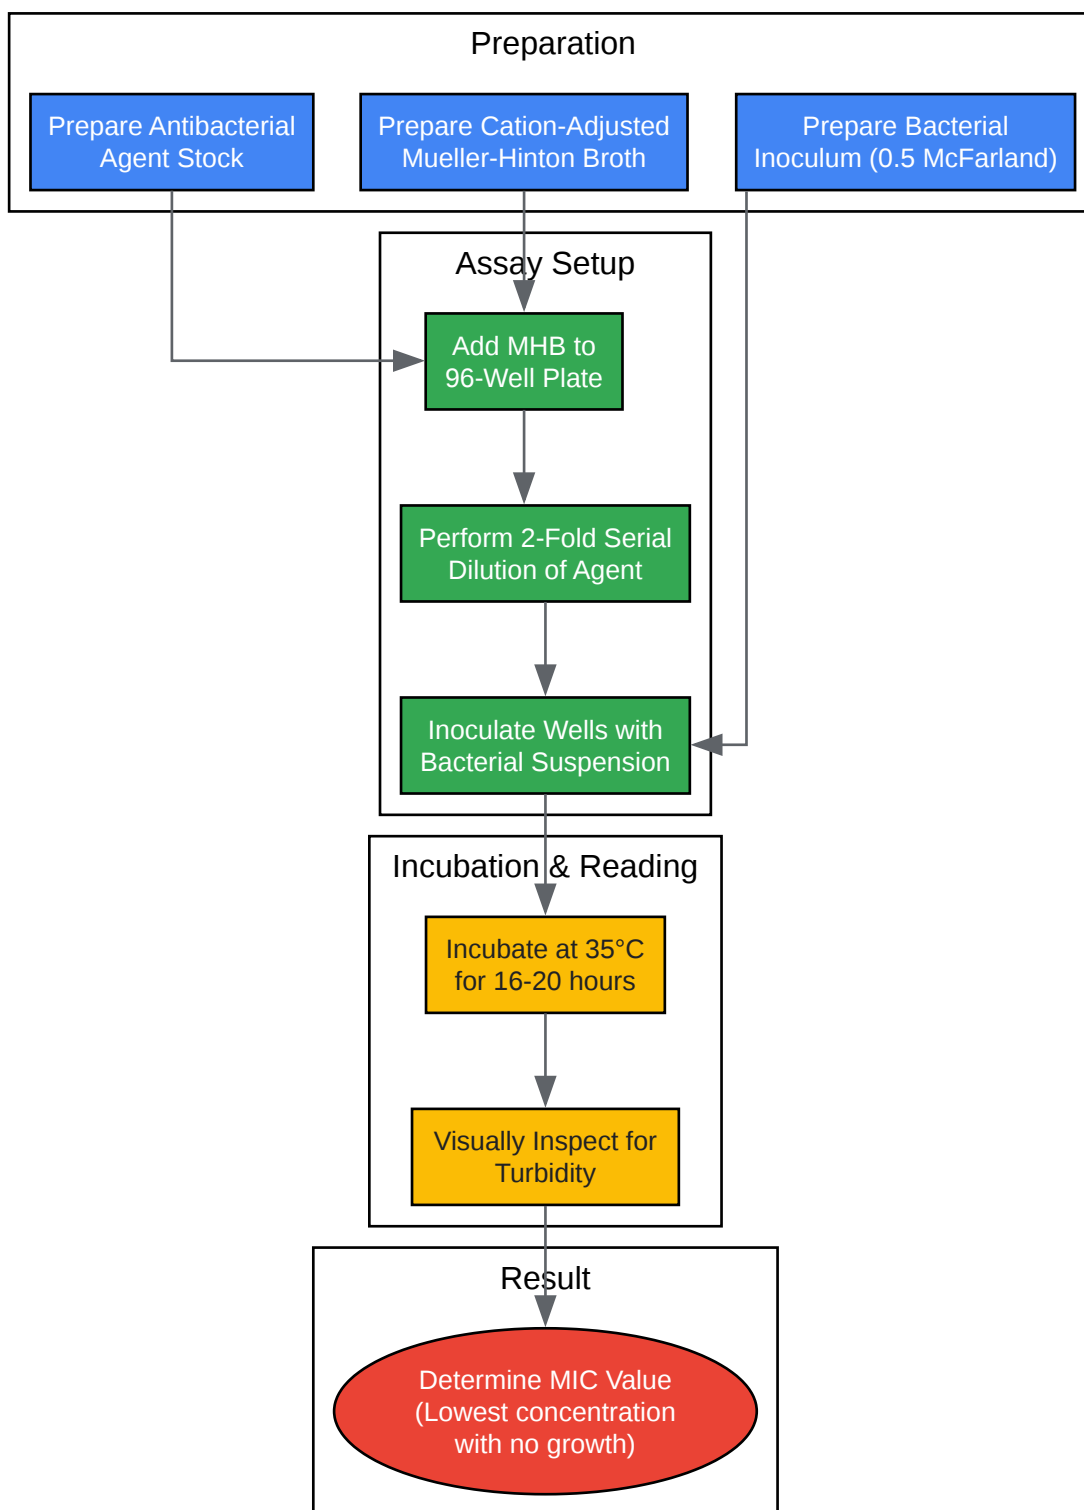 Preparation
Prepare Antibacterial
Agent Stock
Prepare Cation-Adjusted
Mueller-Hinton Broth
Prepare Bacterial
Inoculum (0.5 McFarland)
Assay Setup
Add MHB to
96-Well Plate
Perform 2-Fold Serial
Dilution of Agent
Inoculate Wells with
Bacterial Suspension
Incubation & Reading
Incubate at 35°C
for 16-20 hours
Visually Inspect for
Turbidity
Result
Determine MIC Value
(Lowest concentration
with no growth)